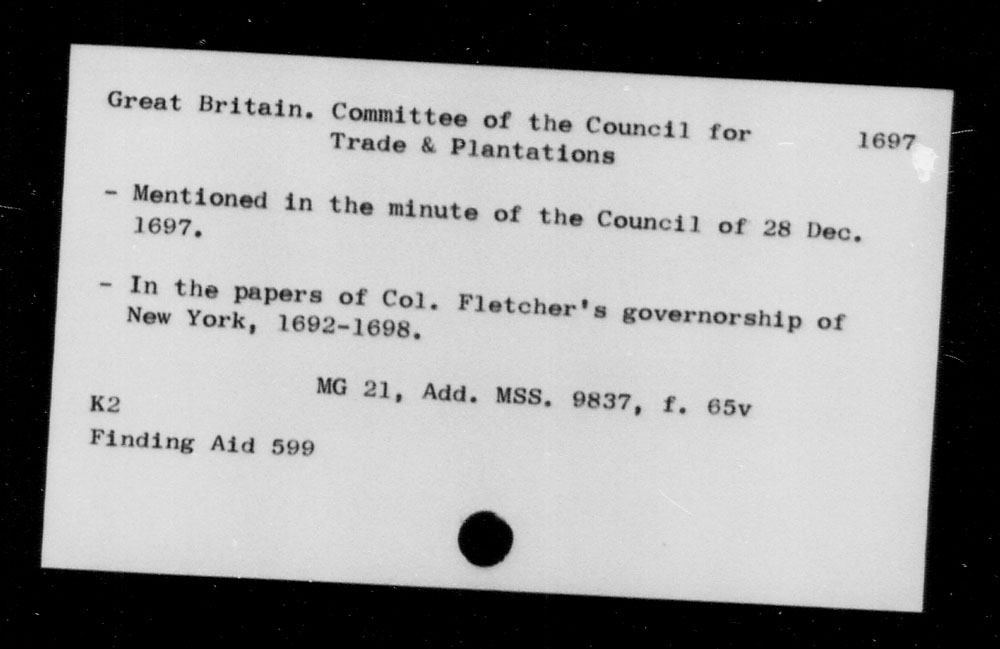 Great Britain. Committee of the Council for 1697
Trade & Plantations
- Mentioned in the minute of the Council of 28 Dec.
1697.
- In the papers of Col. Fletcher's governorship of
New York, 1692-1698.
MG 21, Add. MSS. 9837, f. 65v
K2
Finding Aid 599